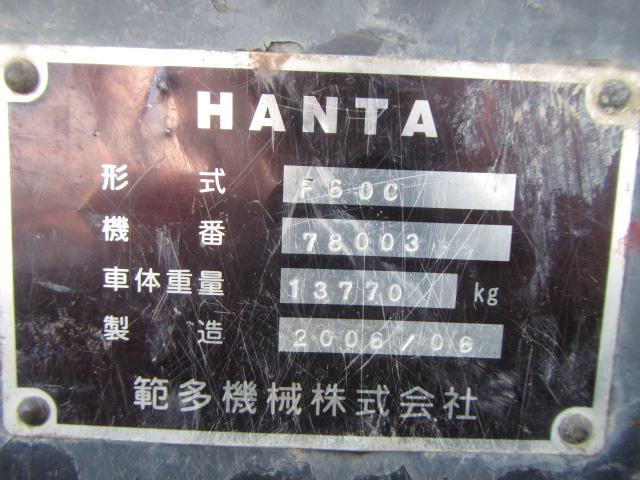 HANTA
形式 F60C
機番 78003
車体重量 13770 kg
製造 2006/06
範多機械株式会社